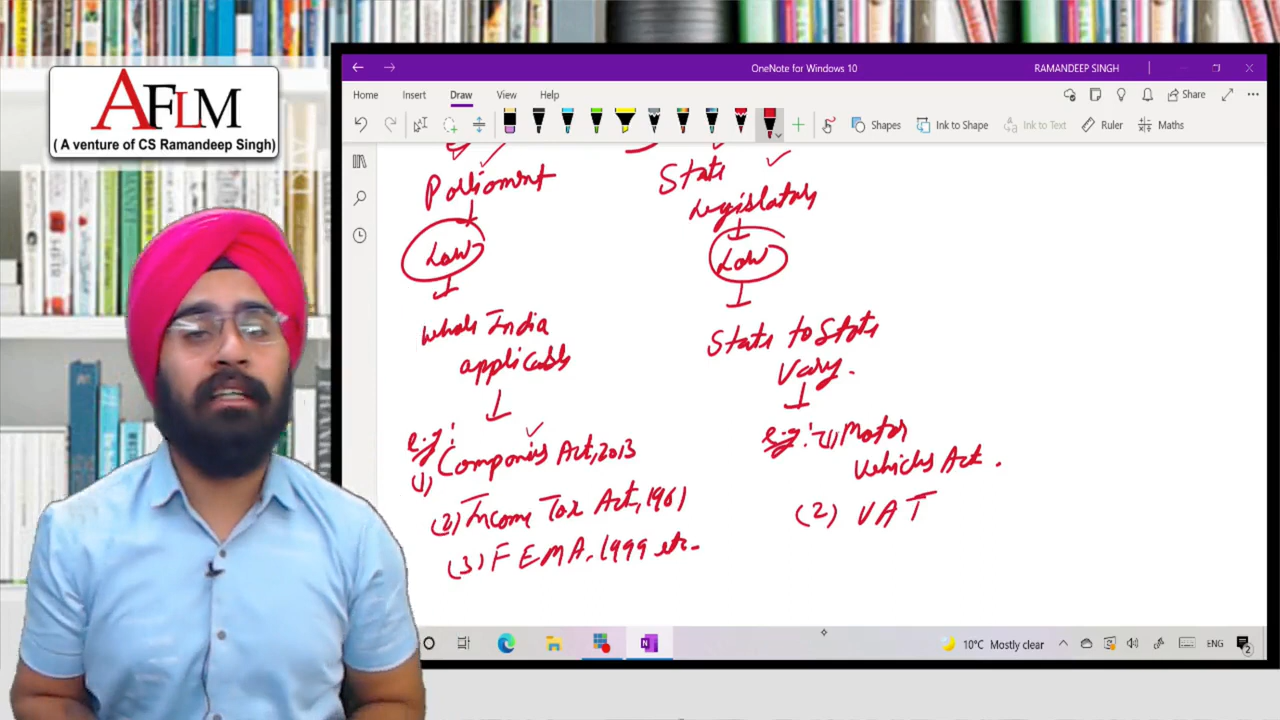 AFLM
( A venture of CS Ramandeep Singh)
OneNote for Windows 10
RAMANDEEP SINGH
Home Insert Draw View Help
Share
Shapes
Ink to Shape
Ink to Text
Ruler
Maths
Parliament
Law
Whole India
applicable
e.g:
(1) Companies Act, 2013
(2) Income Tax Act, 1961
(3) FEMA, 1999 etc.
State
Legislatory
Law
State to State
Vary.
e.g:- (1) Motor
Vehicles Act.
(2) VAT
10°C Mostly clear
ENG
2